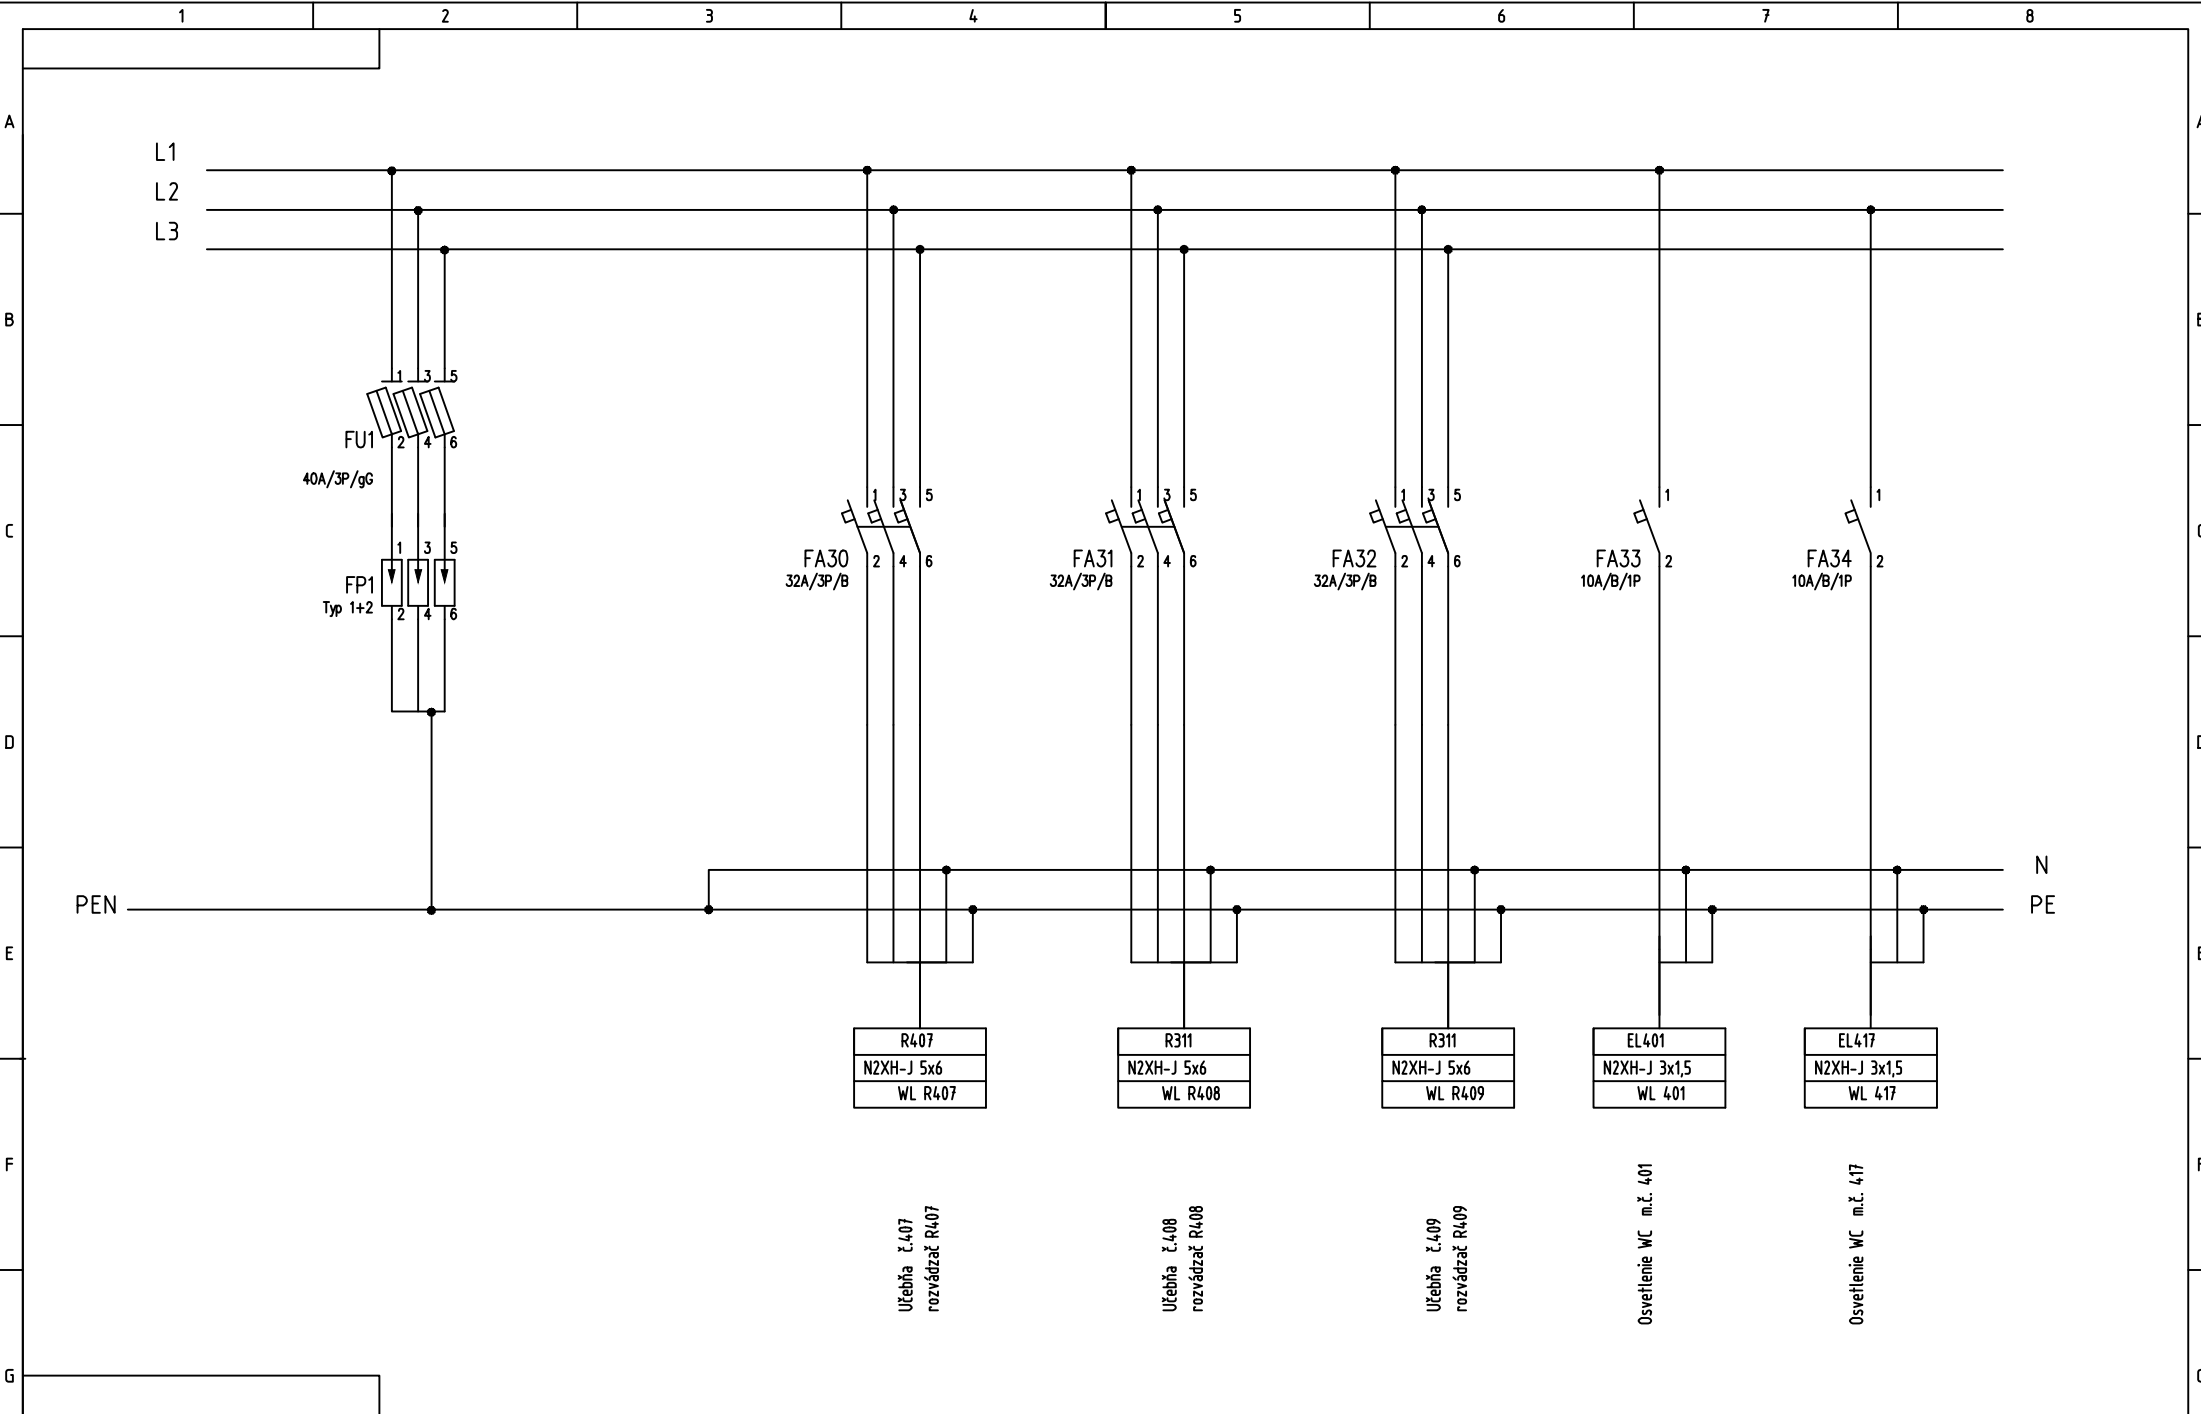 1 2 3 4 5 6 7 8
A A
L1
L2
L3
B
1 3 5
FU1 2 4 6
40A/3P/gG
1 3 5 1 3 5 1 3 5 1 1
C
1 3 5
FA30 2 4 6 FA31 2 4 6 FA32 2 4 6 FA33 2 FA34 2
32A/3P/B 32A/3P/B 32A/3P/B 10A/B/1P 10A/B/1P
FP1
Typ 1+2 2 4 6
D
N
PEN PE
E
R407 R311 R311 EL401 EL417
N2XH-J 5x6 N2XH-J 5x6 N2XH-J 5x6 N2XH-J 3x1,5 N2XH-J 3x1,5
WL R407 WL R408 WL R409 WL 401 WL 417
F
Učebňa č.407
rozvádzač R407
Učebňa č.408
rozvádzač R408
Učebňa č.409
rozvádzač R409
Osvetlenie WC m.č. 401
Osvetlenie WC m.č. 417
G